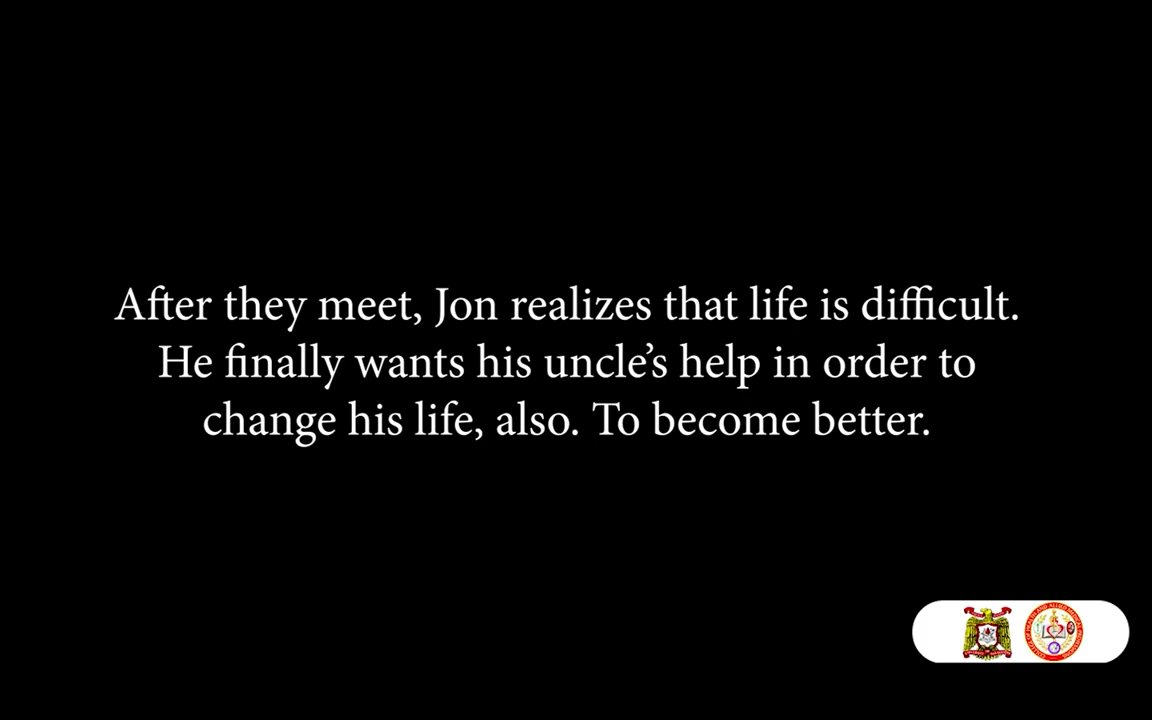 After they meet, Jon realizes that life is difficult.
He finally wants his uncle’s help in order to
change his life, also. To become better.